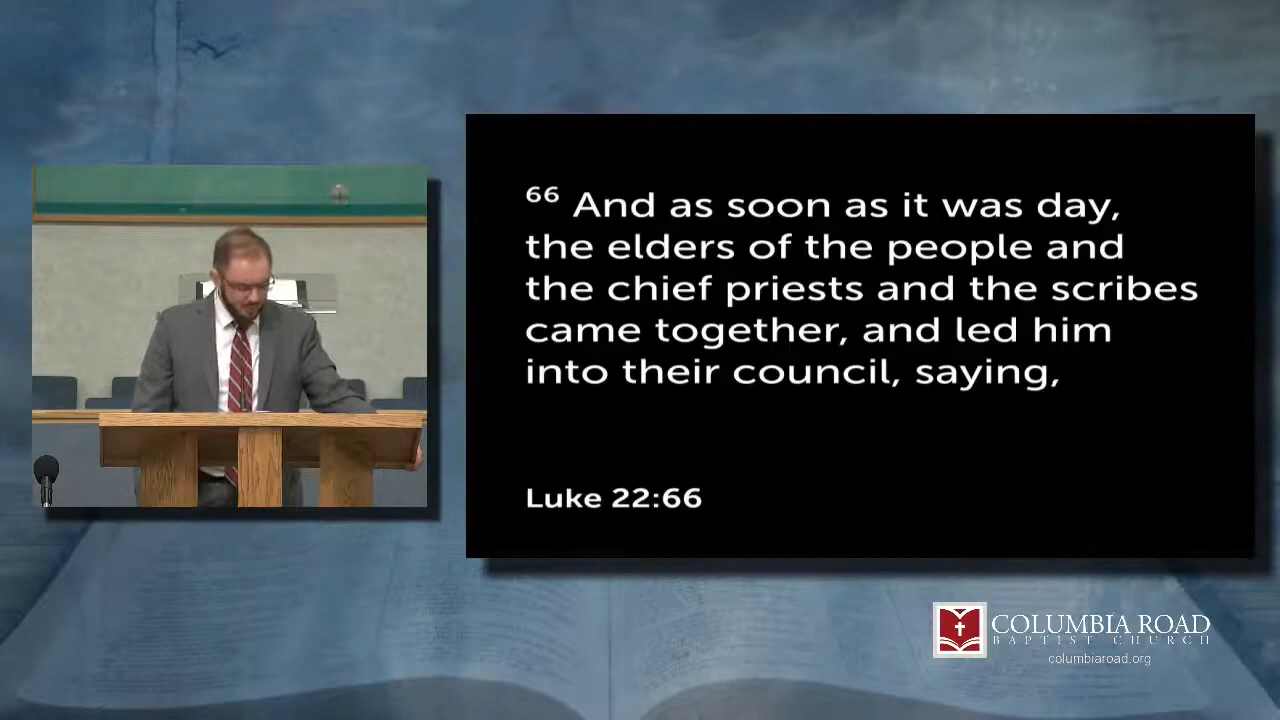 66 And as soon as it was day,
the elders of the people and
the chief priests and the scribes
came together, and led him
into their council, saying,
Luke 22:66
COLUMBIA ROAD
BAPTIST CHURCH
columbiaroad.org